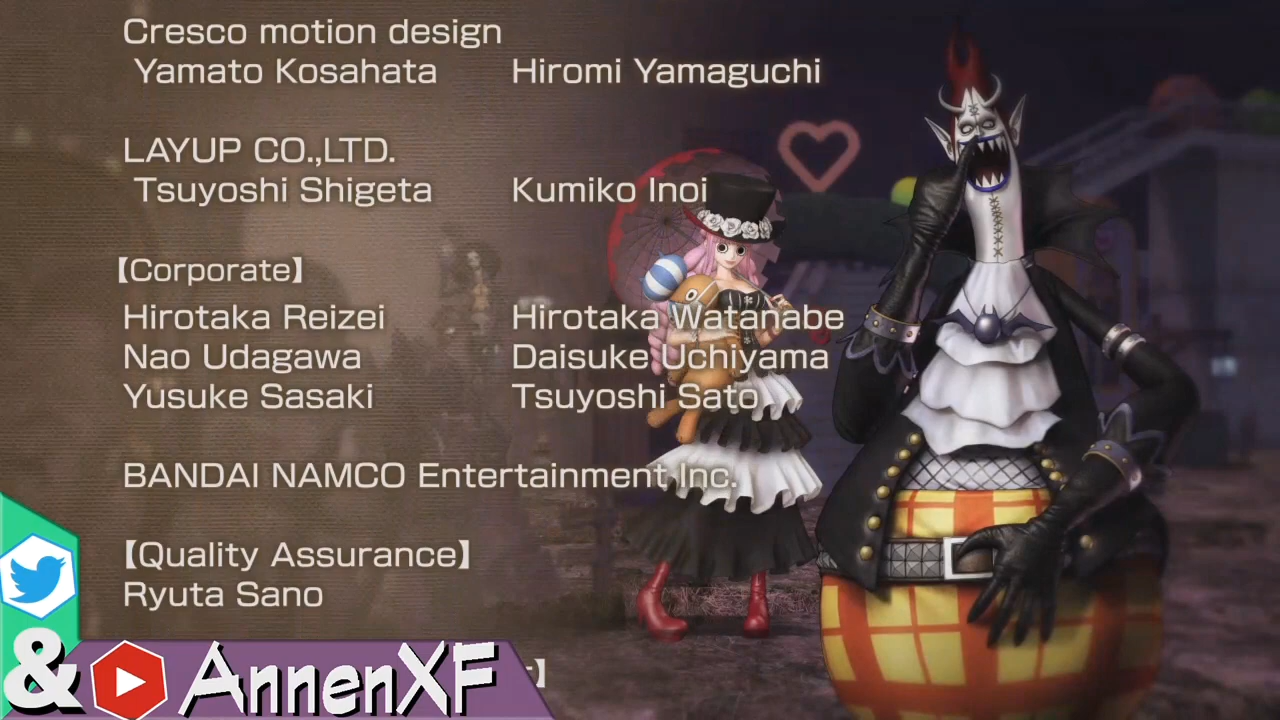 Cresco motion design
Yamato Kosahata Hiromi Yamaguchi
LAYUP CO.,LTD.
Tsuyoshi Shigeta Kumiko Inoi
【Corporate】
Hirotaka Reizei Hirotaka Watanabe
Nao Udagawa Daisuke Uchiyama
Yusuke Sasaki Tsuyoshi Sato
BANDAI NAMCO Entertainment Inc.
【Quality Assurance】
Ryuta Sano
& AnnenXF